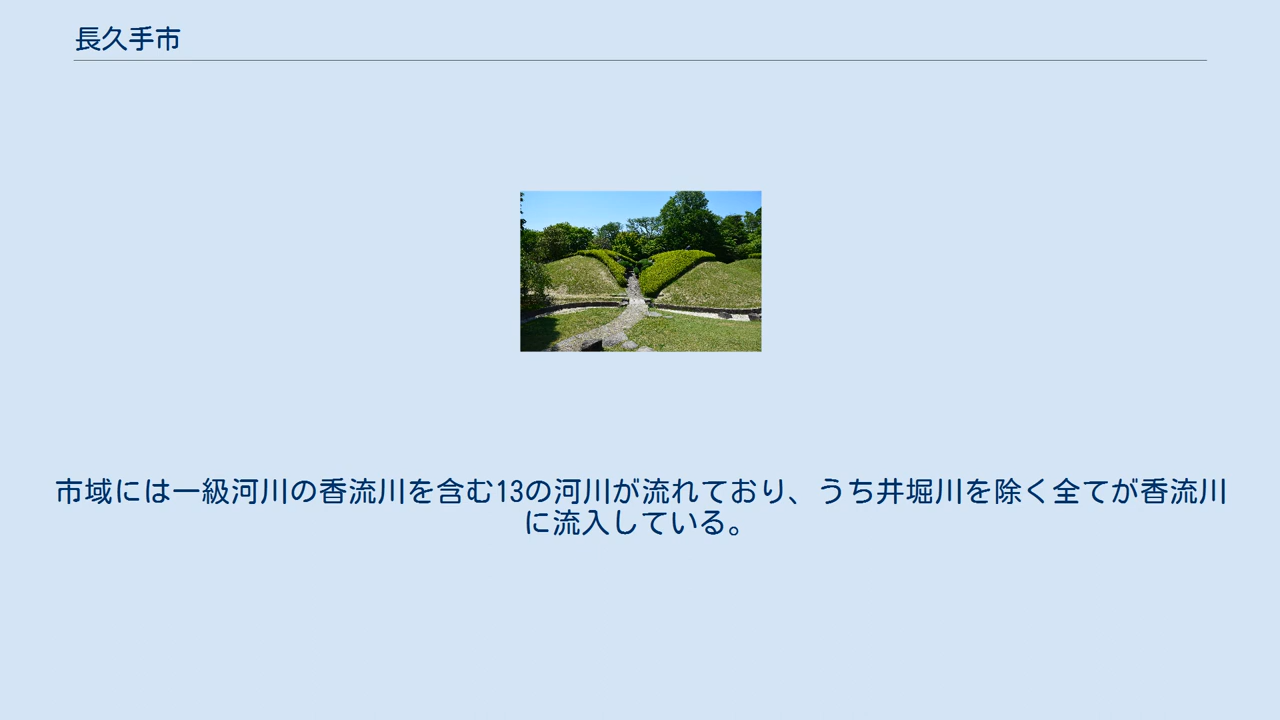 長久手市
市域には一級河川の香流川を含む13の河川が流れており、うち井堀川を除く全てが香流川
に流入している。